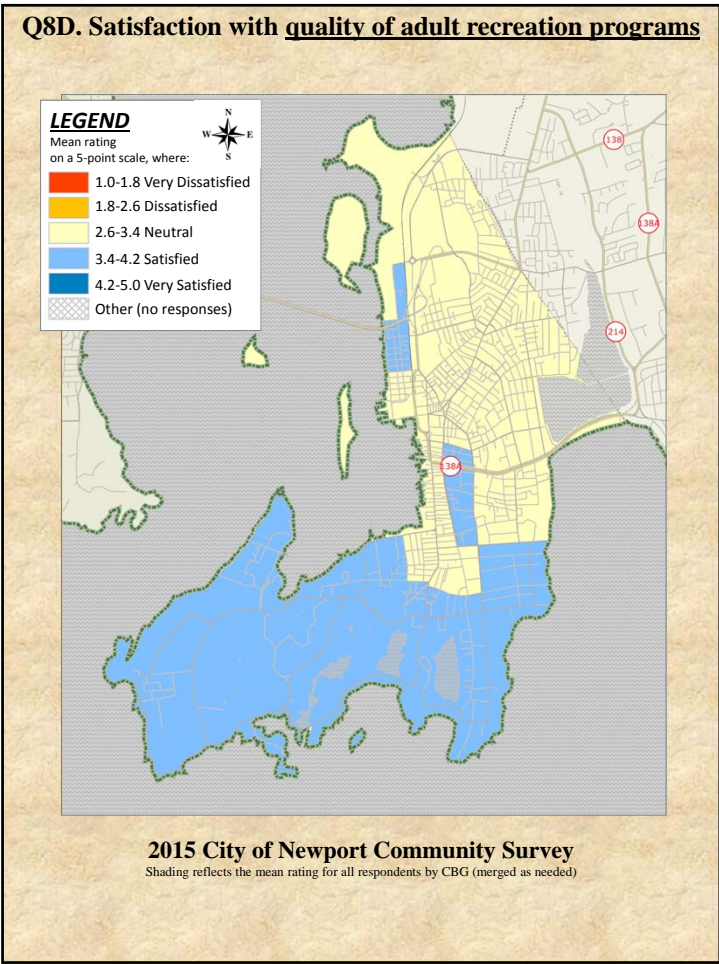 Q8D. Satisfaction with quality of adult recreation programs
LEGEND
Mean rating
on a 5-point scale, where:
N
W E
S
1.0-1.8 Very Dissatisfied
1.8-2.6 Dissatisfied
2.6-3.4 Neutral
3.4-4.2 Satisfied
4.2-5.0 Very Satisfied
Other (no responses)
138
138A
214
138A
2015 City of Newport Community Survey
Shading reflects the mean rating for all respondents by CBG (merged as needed)